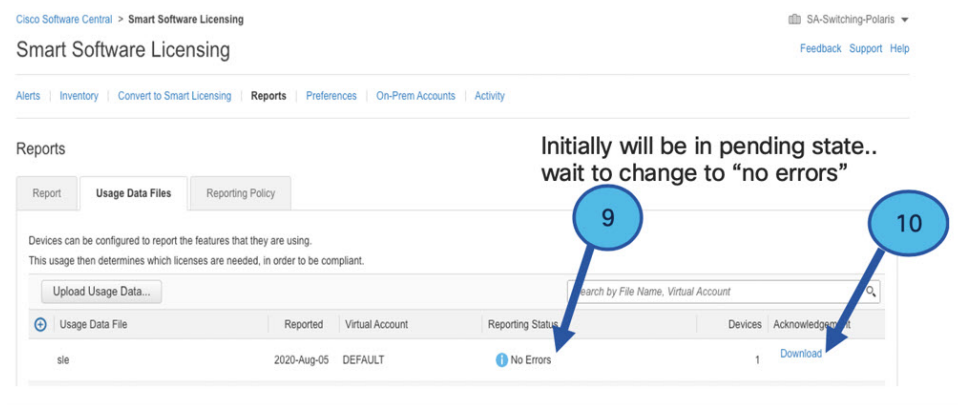 Cisco Software Central > Smart Software Licensing
SA-Switching-Polaris
Smart Software Licensing
Feedback Support Help
Alerts | Inventory | Convert to Smart Licensing | Reports | Preferences | On-Prem Accounts | Activity
Reports
Initially will be in pending state..
wait to change to “no errors”
Report Usage Data Files Reporting Policy
9
10
Devices can be configured to report the features that they are using.
This usage then determines which licenses are needed, in order to be compliant.
Upload Usage Data...
Search by File Name, Virtual Account
Usage Data File Reported Virtual Account Reporting Status Devices Acknowledgement
sle 2020-Aug-05 DEFAULT No Errors 1 Download